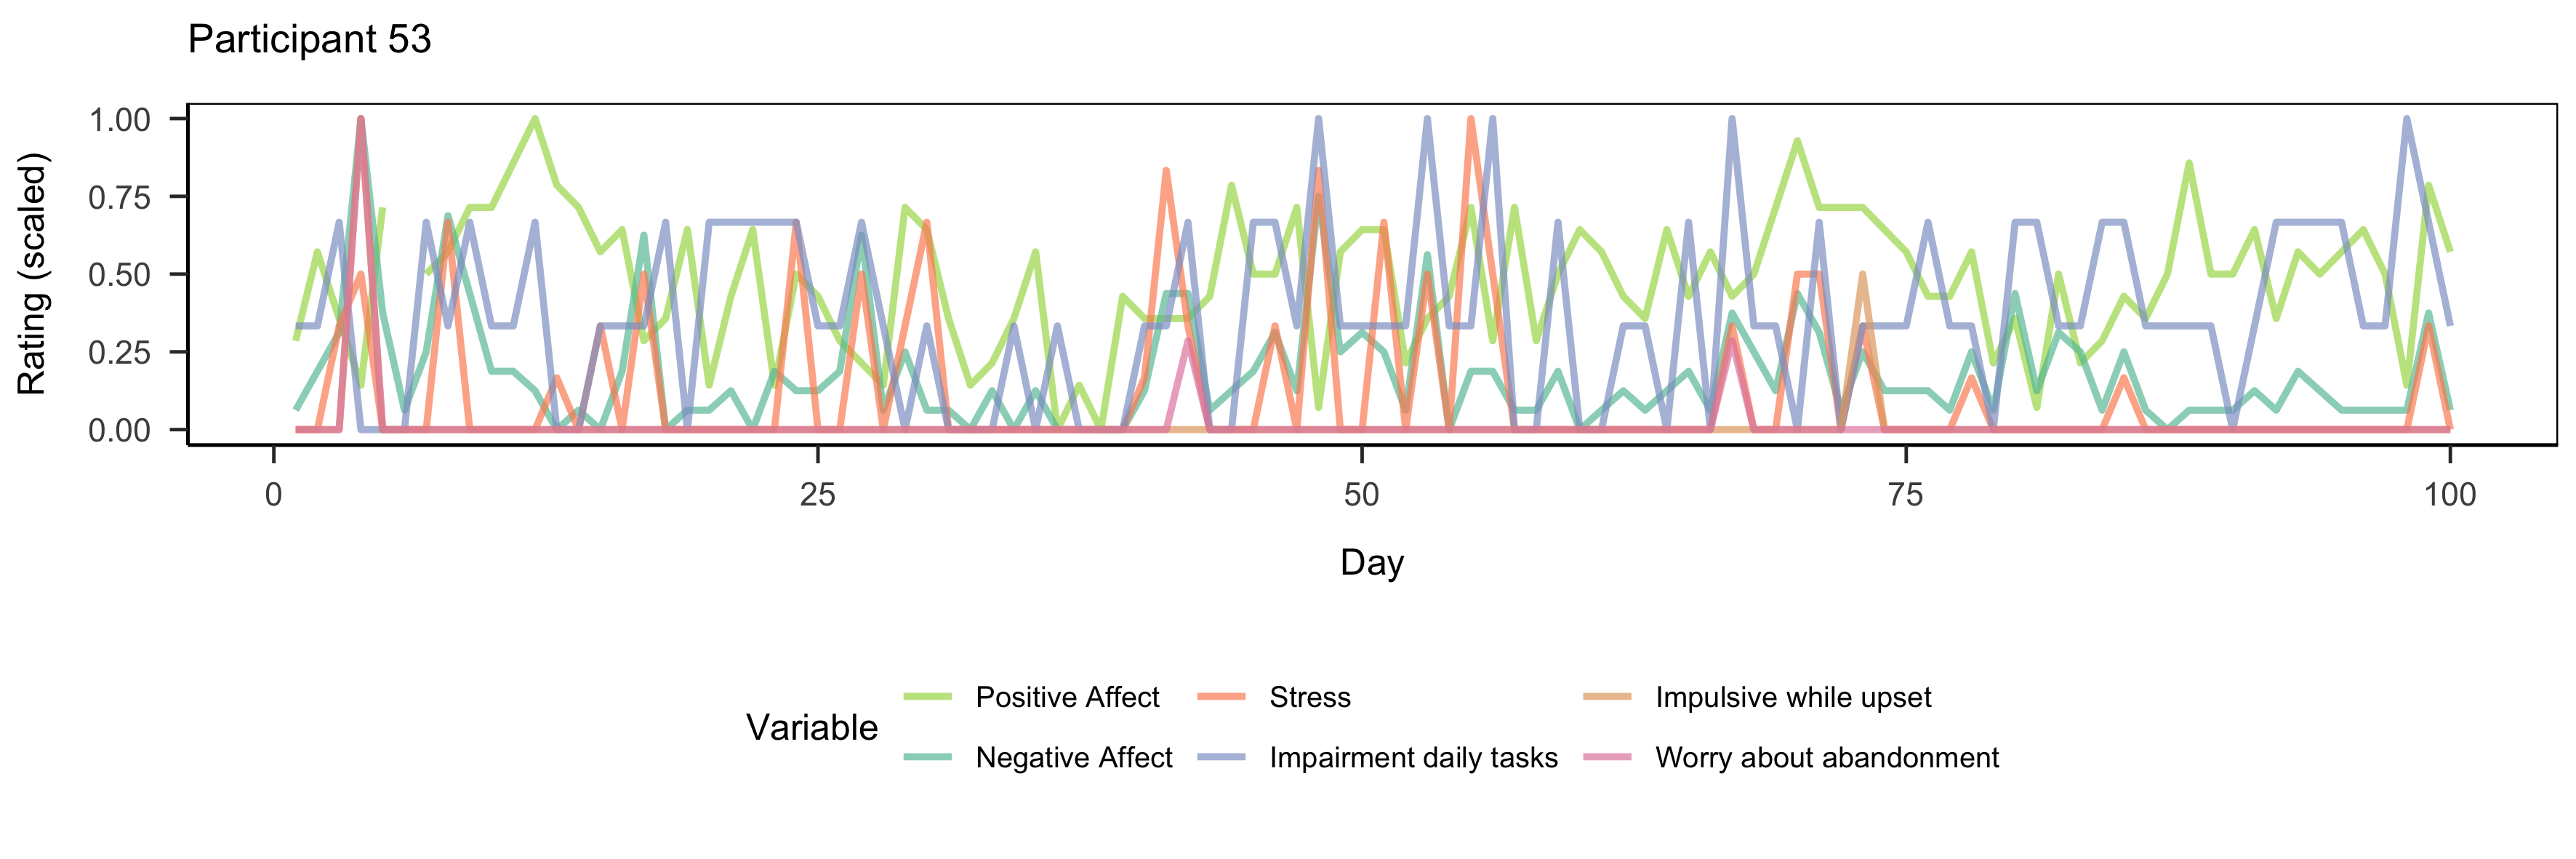 Participant 53
1.00
0.75
0.50
0.25
0.00
Rating (scaled)
0 25 50 75 100
Day
Variable
Positive Affect Stress Impulsive while upset
Negative Affect Impairment daily tasks Worry about abandonment